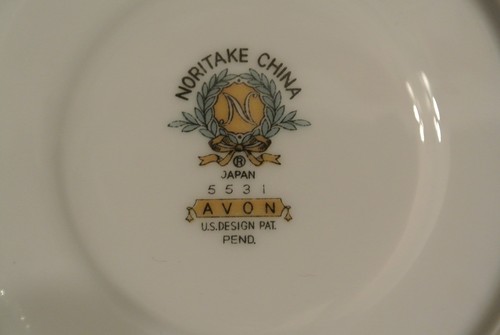 NORITAKE CHINA
N
R
JAPAN
5531
AVON
U.S.DESIGN PAT.
PEND.